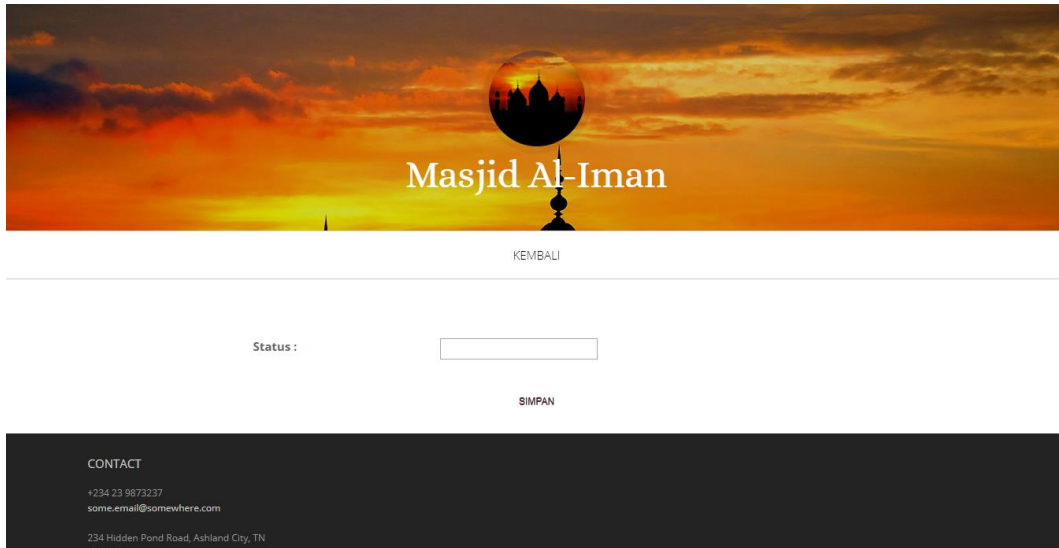 Masjid Al-Iman
KEMBALI
Status :
SIMPAN
CONTACT
+234 23 9873237
some.email@somewhere.com
234 Hidden Pond Road, Ashland City, TN